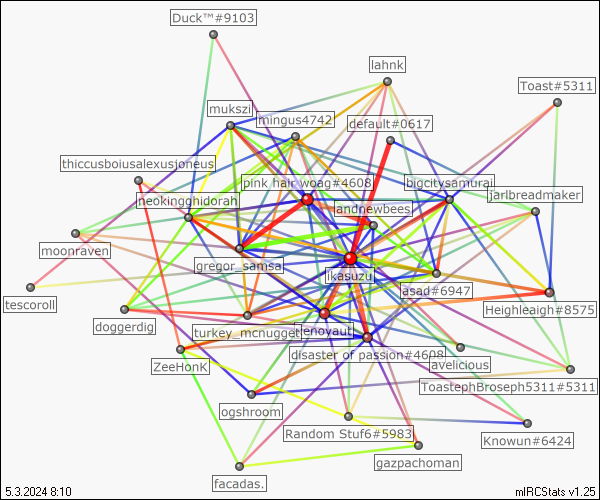 Duck™#9103
lahnk
Toast#5311
mukszi
mingus4742
default#0617
thiccusboiusalexusjoneus
pink hair woag#4608
bigcitysamurai
jarlbreadmaker
neokingghidorah
landnewbees
moonraven
gregor_samsa
ikasuzu
asad#6947
tescoroll
Heighleaigh#8575
doggerdig
turkey_mcnugget
lenoyaut
disaster of passion#4608
avelicious
ZeeHonK
ToastephBroseph5311#5311
ogshroom
Random Stuf6#5983
Knowun#6424
gazpachoman
facadas.
5.3.2024 8:10
mIRCStats v1.25